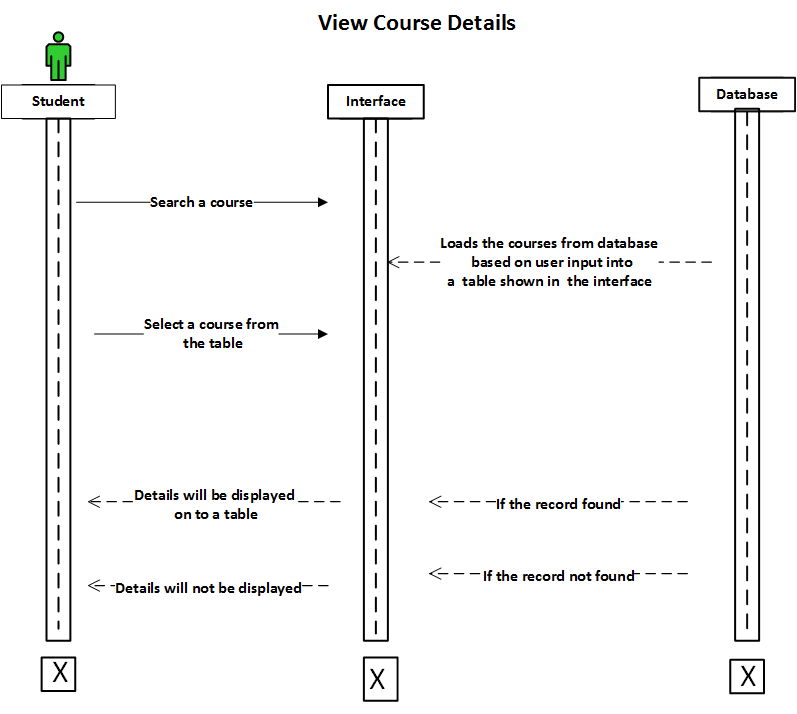 View Course Details
Student
Interface
Database
Search a course
Loads the courses from database
based on user input into
a table shown in the interface
Select a course from
the table
Details will be displayed
on to a table
If the record found
If the record not found
Details will not be displayed
X
X
X